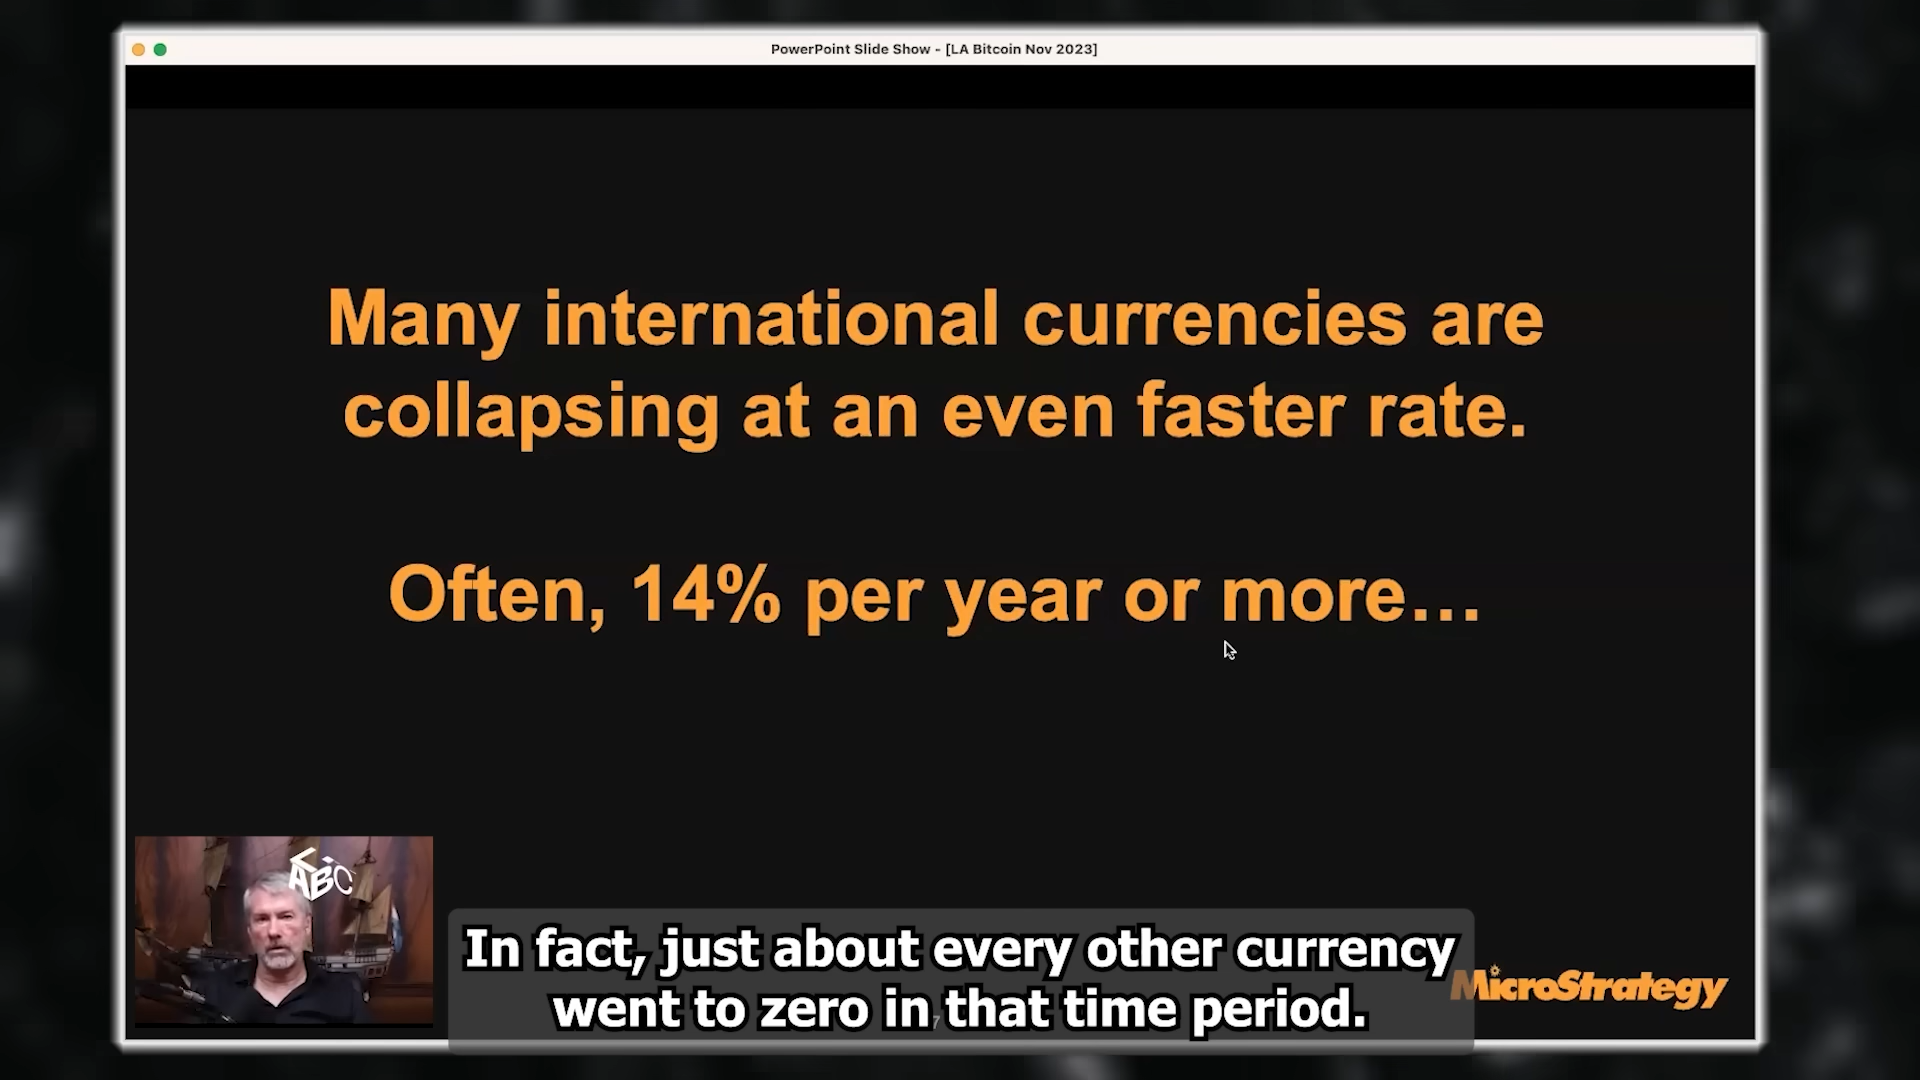 PowerPoint Slide Show - [LA Bitcoin Nov 2023]
Many international currencies are
collapsing at an even faster rate.
Often, 14% per year or more...
ABC
In fact, just about every other currency
went to zero in that time period.
MicroStrategy
7